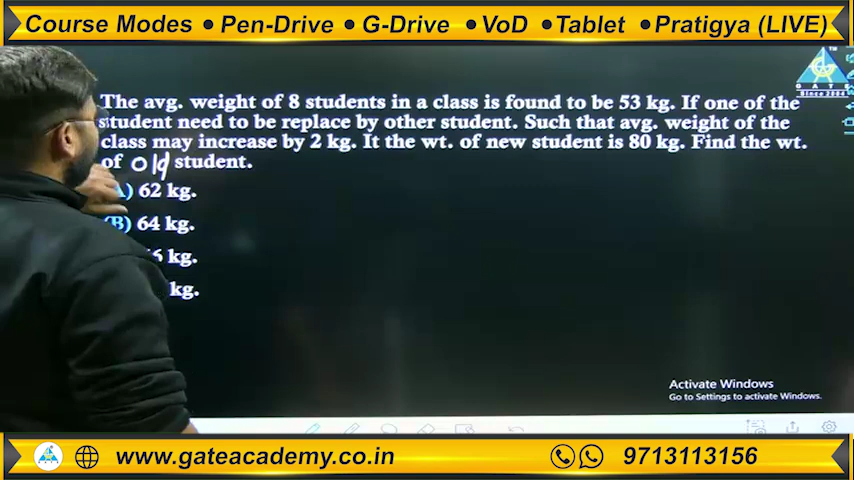 Course Modes • Pen-Drive • G-Drive • VoD • Tablet • Pratigya (LIVE)
GATE
Since 2004
The avg. weight of 8 students in a class is found to be 53 kg. If one of the
student need to be replace by other student. Such that avg. weight of the
class may increase by 2 kg. It the wt. of new student is 80 kg. Find the wt.
of old student.
A) 62 kg.
(B) 64 kg.
6 kg.
kg.
Activate Windows
Go to Settings to activate Windows.
www.gateacademy.co.in
9713113156